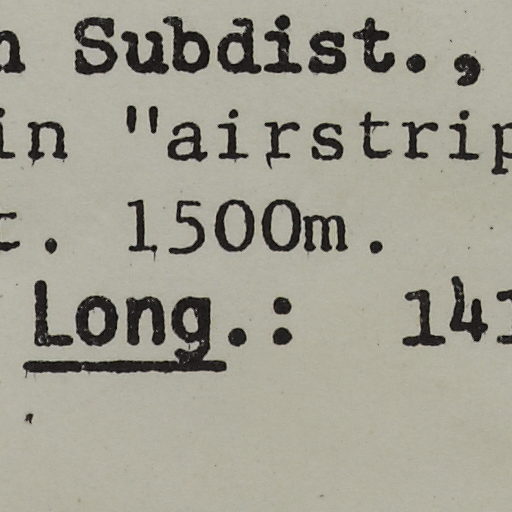 n Subdist.,
in "airstrip
t. 1500m.
Long.: 141